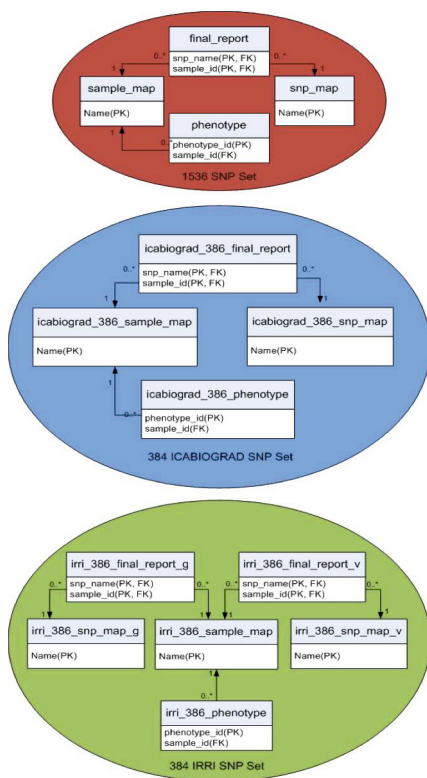 final_report
0..*
0..*
snp_name(PK, FK)
sample_id(PK, FK)
1
1
sample_map
snp_map
Name(PK)
Name(PK)
phenotype
1
0..*
phenotype_id(PK)
sample_id(FK)
1536 SNP Set
icabiograd_386_final_report
0..*
0..*
snp_name(PK, FK)
sample_id(PK, FK)
1
1
icabiograd_386_sample_map
icabiograd_386_snp_map
Name(PK)
Name(PK)
1
icabiograd_386_phenotype
0..*
phenotype_id(PK)
sample_id(FK)
384 ICABIOGRAD SNP Set
irri_386_final_report_g
irri_386_final_report_v
0..*
0..*
0..*
0..*
snp_name(PK, FK)
snp_name(PK, FK)
sample_id(PK, FK)
sample_id(PK, FK)
1
1
1
1
irri_386_snp_map_g
irri_386_sample_map
irri_386_snp_map_v
Name(PK)
Name(PK)
Name(PK)
1
0..*
irri_386_phenotype
phenotype_id(PK)
sample_id(FK)
384 IRRI SNP Set